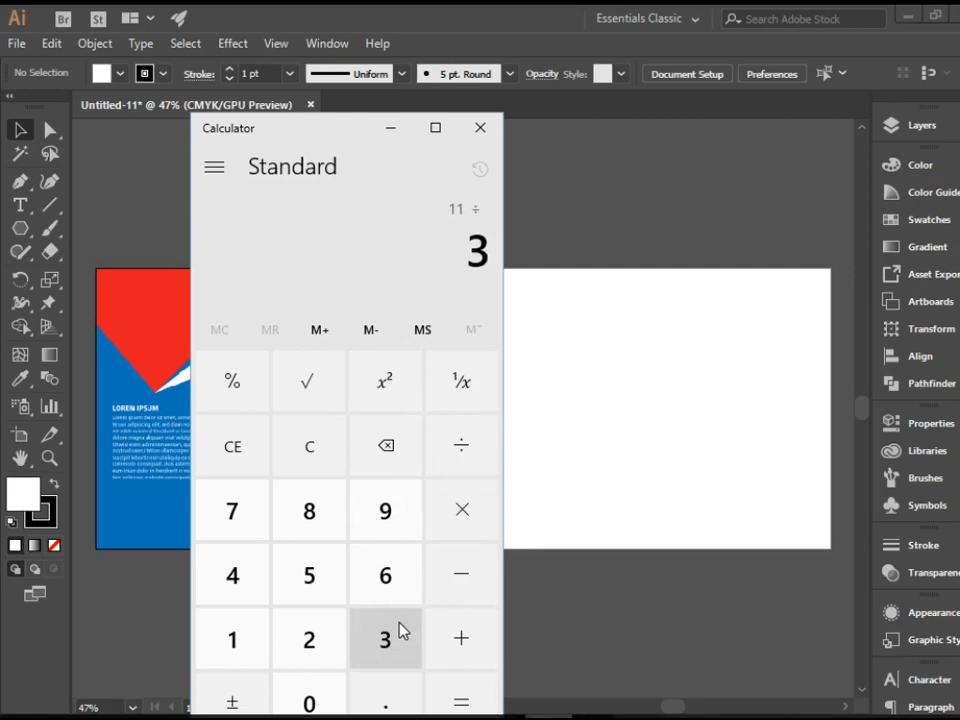 Ai Br St Essentials Classic Search Adobe Stock
File Edit Object Type Select Effect View Window Help
No Selection Stroke: 1 pt Uniform 5 pt. Round Opacity Style: Document Setup Preferences
Untitled-11* @ 47% (CMYK/GPU Preview) ×
Calculator
Standard
11 ÷
3
MC MR M+ M- MS M˅
% √ x² ¹/x
CE C ÷
7 8 9 ×
4 5 6 −
1 2 3 +
± 0 . =
LOREM IPSUM
47%
Layers
Color
Color Guide
Swatches
Gradient
Asset Expor
Artboards
Transform
Align
Pathfinder
Properties
Libraries
Brushes
Symbols
Stroke
Transparen
Appearance
Graphic Sty
Character
Paragraph